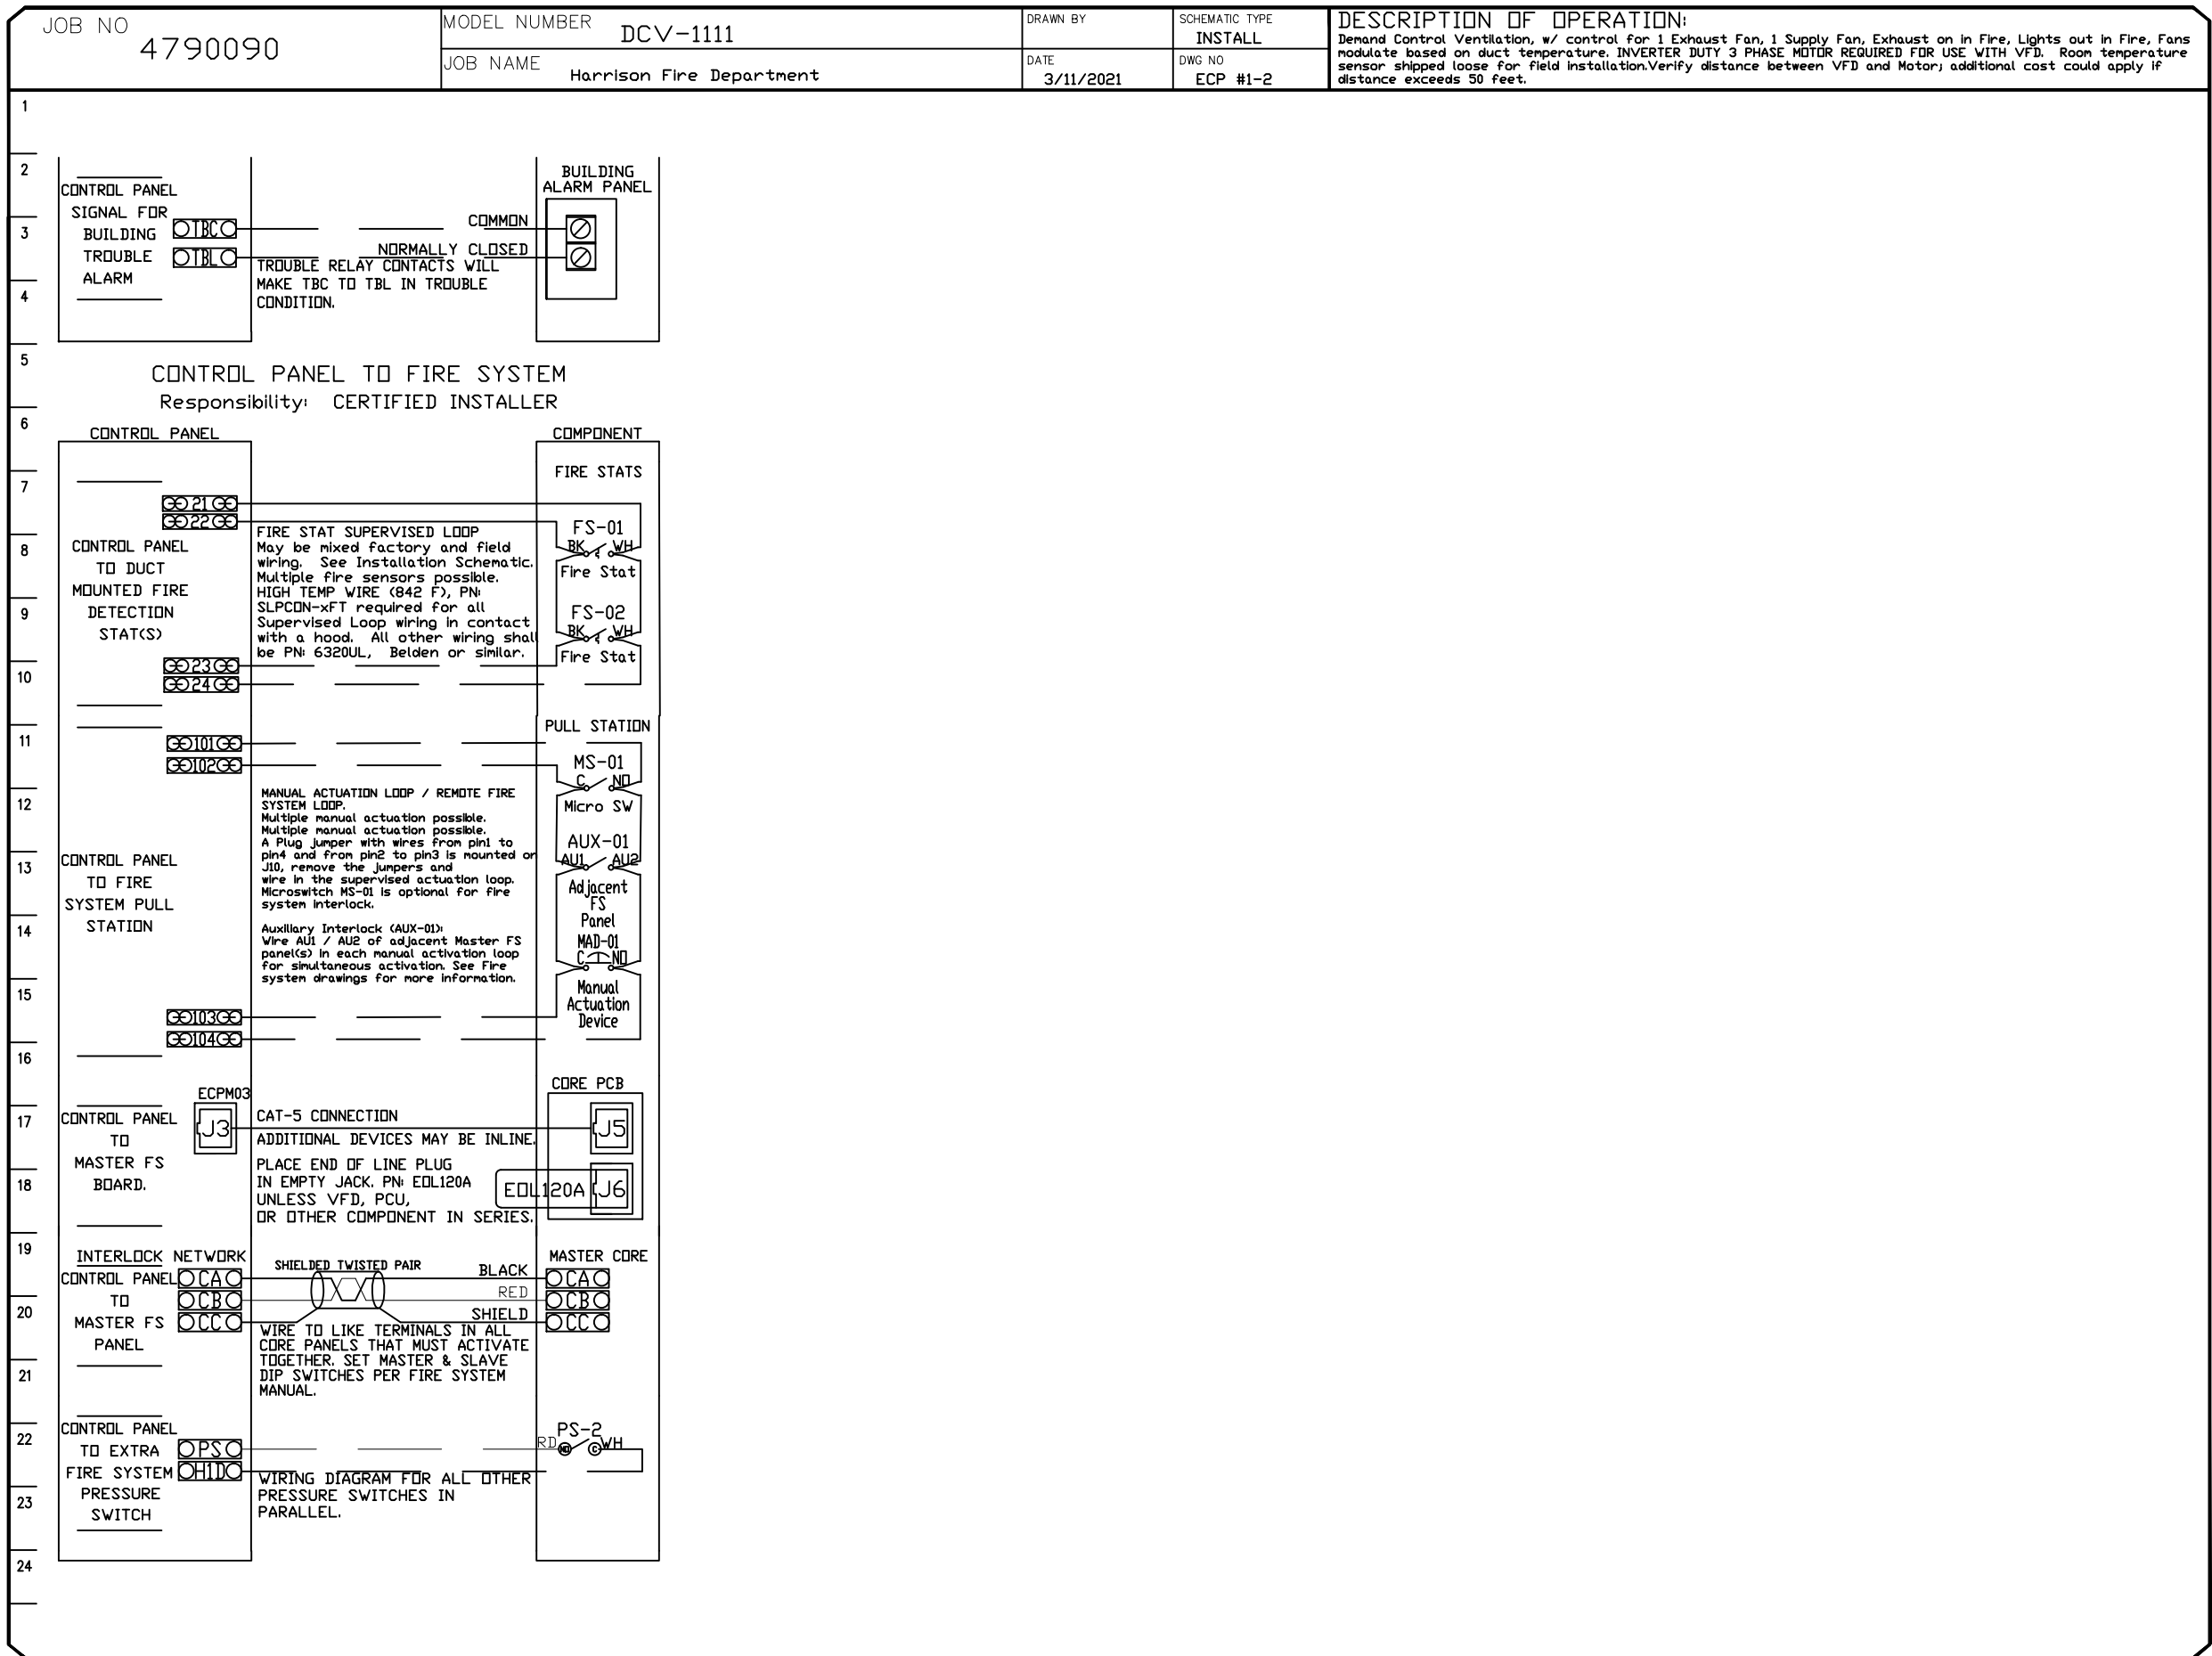 JOB NO
4790090
MODEL NUMBER
DCV-1111
JOB NAME
Harrison Fire Department
DRAWN BY
DATE
3/11/2021
SCHEMATIC TYPE
INSTALL
DWG NO
ECP #1-2
DESCRIPTION OF OPERATION:
Demand Control Ventilation, w/ control for 1 Exhaust Fan, 1 Supply Fan, Exhaust on in Fire, Lights out in Fire, Fans
modulate based on duct temperature. INVERTER DUTY 3 PHASE MOTOR REQUIRED FOR USE WITH VFD. Room temperature
sensor shipped loose for field installation.Verify distance between VFD and Motor; additional cost could apply if
distance exceeds 50 feet.
1
2
3
4
5
6
7
8
9
10
11
12
13
14
15
16
17
18
19
20
21
22
23
24
CONTROL PANEL
SIGNAL FOR
BUILDING
TROUBLE
ALARM
TBC
TBL
COMMON
NORMALLY CLOSED
TROUBLE RELAY CONTACTS WILL
MAKE TBC TO TBL IN TROUBLE
CONDITION.
BUILDING
ALARM PANEL
CONTROL PANEL TO FIRE SYSTEM
Responsibility: CERTIFIED INSTALLER
CONTROL PANEL
COMPONENT
FIRE STATS
21
22
CONTROL PANEL
TO DUCT
MOUNTED FIRE
DETECTION
STAT(S)
FIRE STAT SUPERVISED LOOP
May be mixed factory and field
wiring. See Installation Schematic.
Multiple fire sensors possible.
HIGH TEMP WIRE (842 F), PN:
SLPCON-xFT required for all
Supervised Loop wiring in contact
with a hood. All other wiring shall
be PN: 6320UL, Belden or similar.
FS-01
BK WH
Fire Stat
FS-02
BK WH
Fire Stat
23
24
PULL STATION
101
102
CONTROL PANEL
TO FIRE
SYSTEM PULL
STATION
MANUAL ACTUATION LOOP / REMOTE FIRE
SYSTEM LOOP.
Multiple manual actuation possible.
Multiple manual actuation possible.
A Plug jumper with wires from pin1 to
pin4 and from pin2 to pin3 is mounted on
J10, remove the jumpers and
wire in the supervised actuation loop.
Microswitch MS-01 is optional for fire
system interlock.
Auxiliary Interlock (AUX-01):
Wire AU1 / AU2 of adjacent Master FS
panel(s) in each manual activation loop
for simultaneous activation. See Fire
system drawings for more information.
MS-01
C NO
Micro SW
AUX-01
AU1 AU2
Adjacent
FS
Panel
MAD-01
C NO
Manual
Actuation
Device
103
104
CONTROL PANEL
TO
MASTER FS
BOARD.
ECPM03
J3
CAT-5 CONNECTION
ADDITIONAL DEVICES MAY BE INLINE.
PLACE END OF LINE PLUG
IN EMPTY JACK. PN: EOL120A
UNLESS VFD, PCU,
OR OTHER COMPONENT IN SERIES.
CORE PCB
J5
EOL120A
J6
INTERLOCK NETWORK
CONTROL PANEL
TO
MASTER FS
PANEL
CA
CB
CC
SHIELDED TWISTED PAIR
BLACK
RED
SHIELD
MASTER CORE
CA
CB
CC
WIRE TO LIKE TERMINALS IN ALL
CORE PANELS THAT MUST ACTIVATE
TOGETHER. SET MASTER & SLAVE
DIP SWITCHES PER FIRE SYSTEM
MANUAL.
CONTROL PANEL
TO EXTRA
FIRE SYSTEM
PRESSURE
SWITCH
PS
H1D
PS-2
RD NO C WH
WIRING DIAGRAM FOR ALL OTHER
PRESSURE SWITCHES IN
PARALLEL.